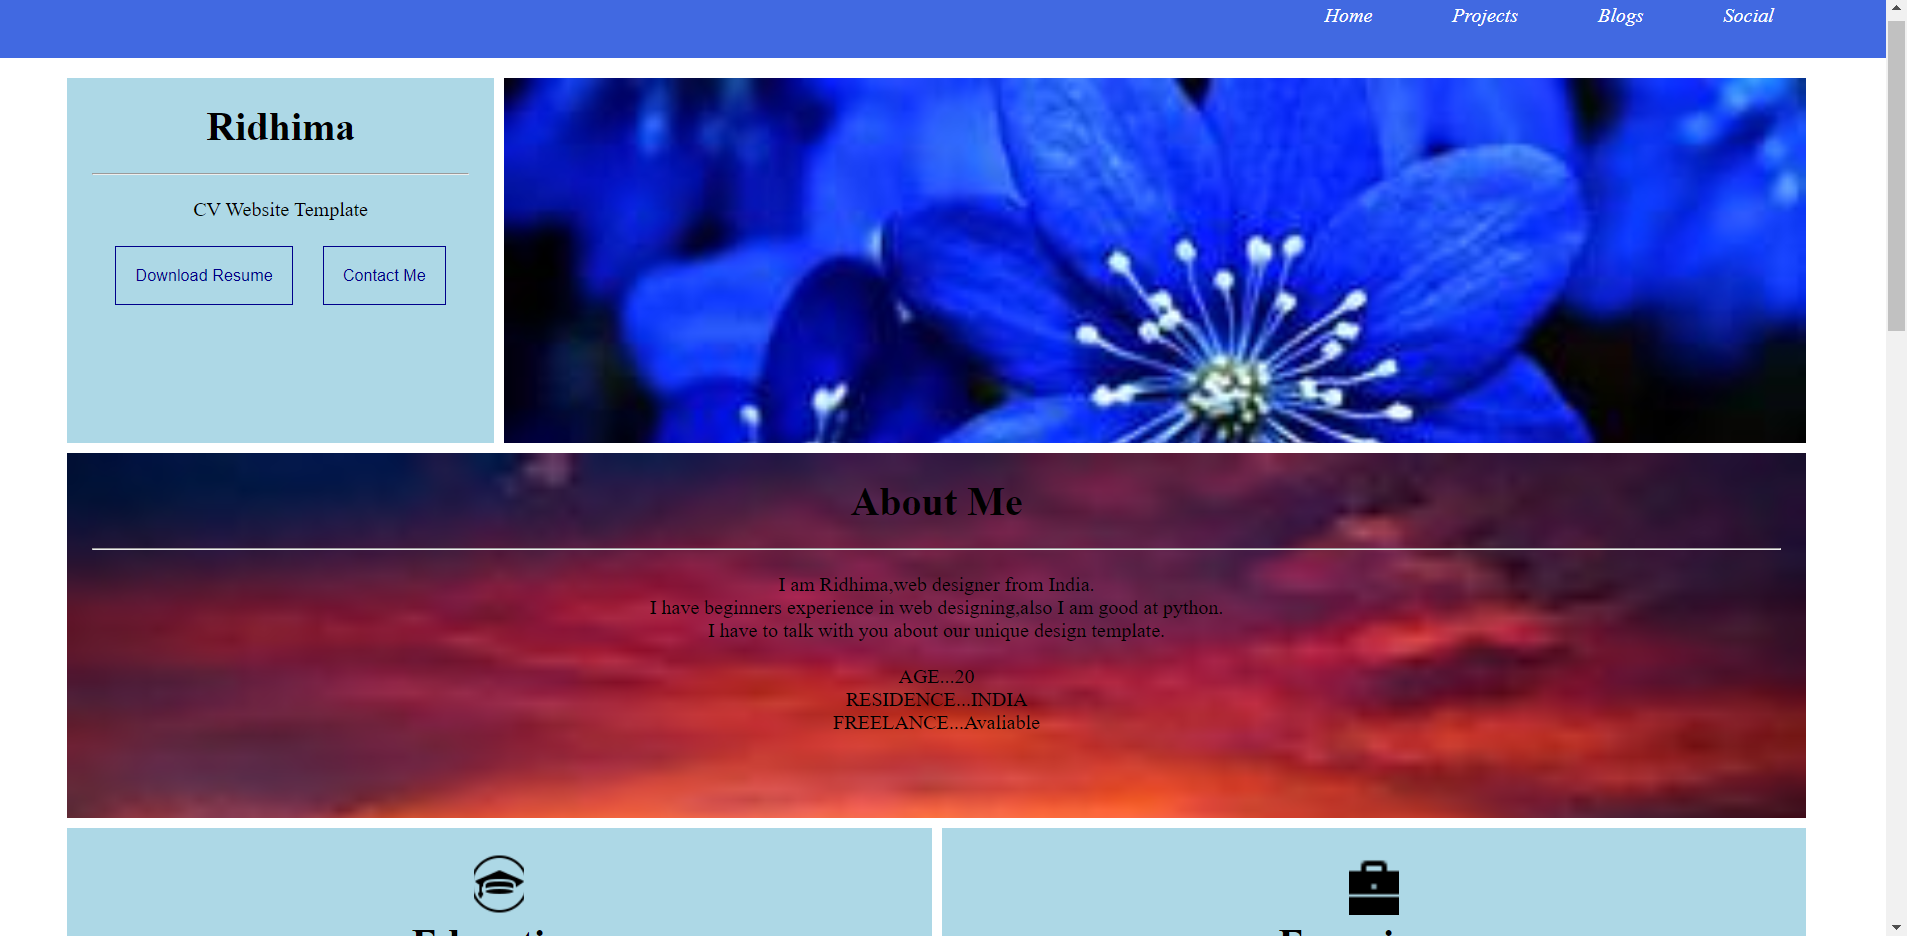 Home Projects Blogs Social
Ridhima
CV Website Template
Download Resume Contact Me
About Me
I am Ridhima,web designer from India.
I have beginners experience in web designing,also I am good at python.
I have to talk with you about our unique design template.
AGE...20
RESIDENCE...INDIA
FREELANCE...Avaliable